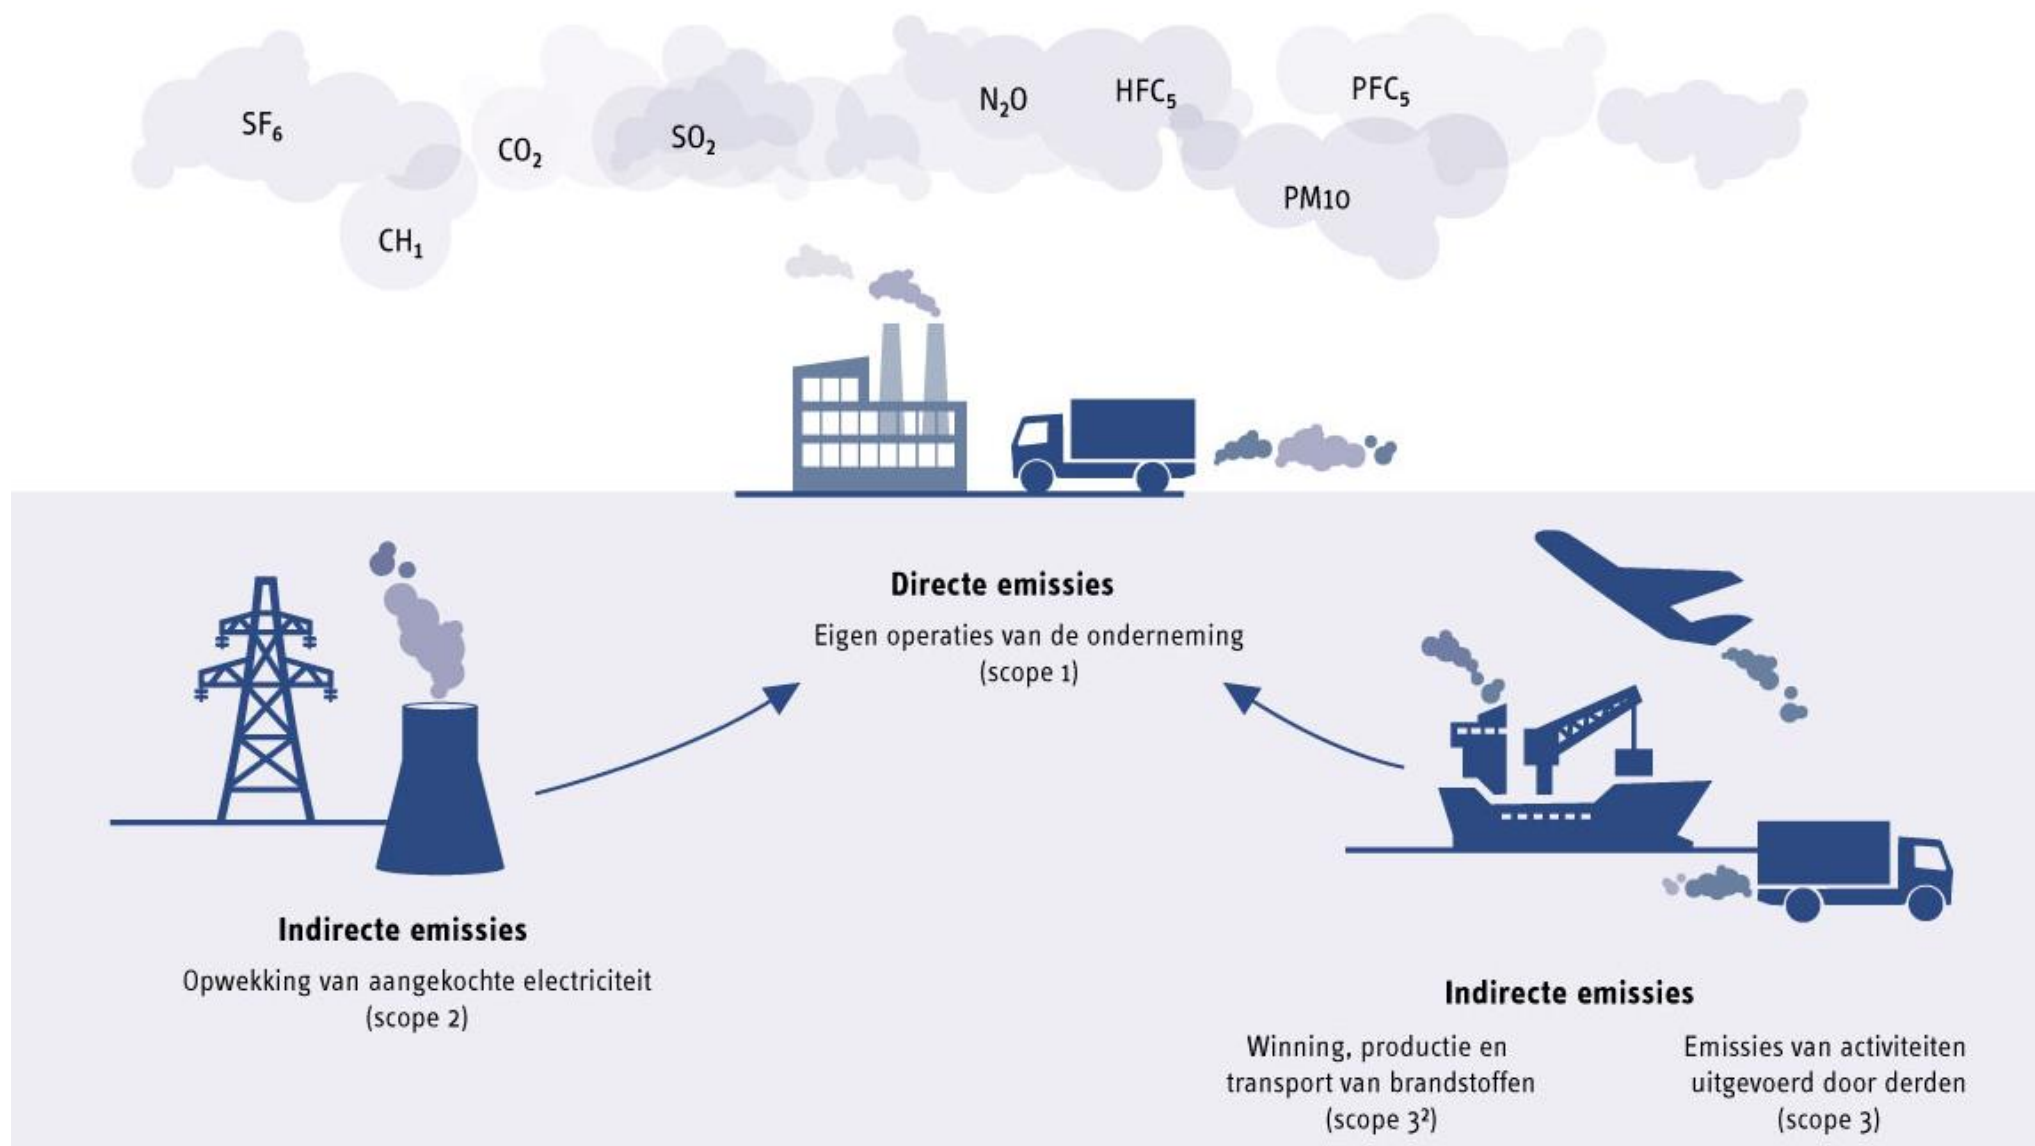 SF₆
CH₁
CO₂
SO₂
N₂O
HFC₅
PFC₅
PM10
Directe emissies
Eigen operaties van de onderneming
(scope 1)
Indirecte emissies
Opwekking van aangekochte electriciteit
(scope 2)
Indirecte emissies
Winning, productie en
transport van brandstoffen
(scope 3²)
Emissies van activiteiten
uitgevoerd door derden
(scope 3)